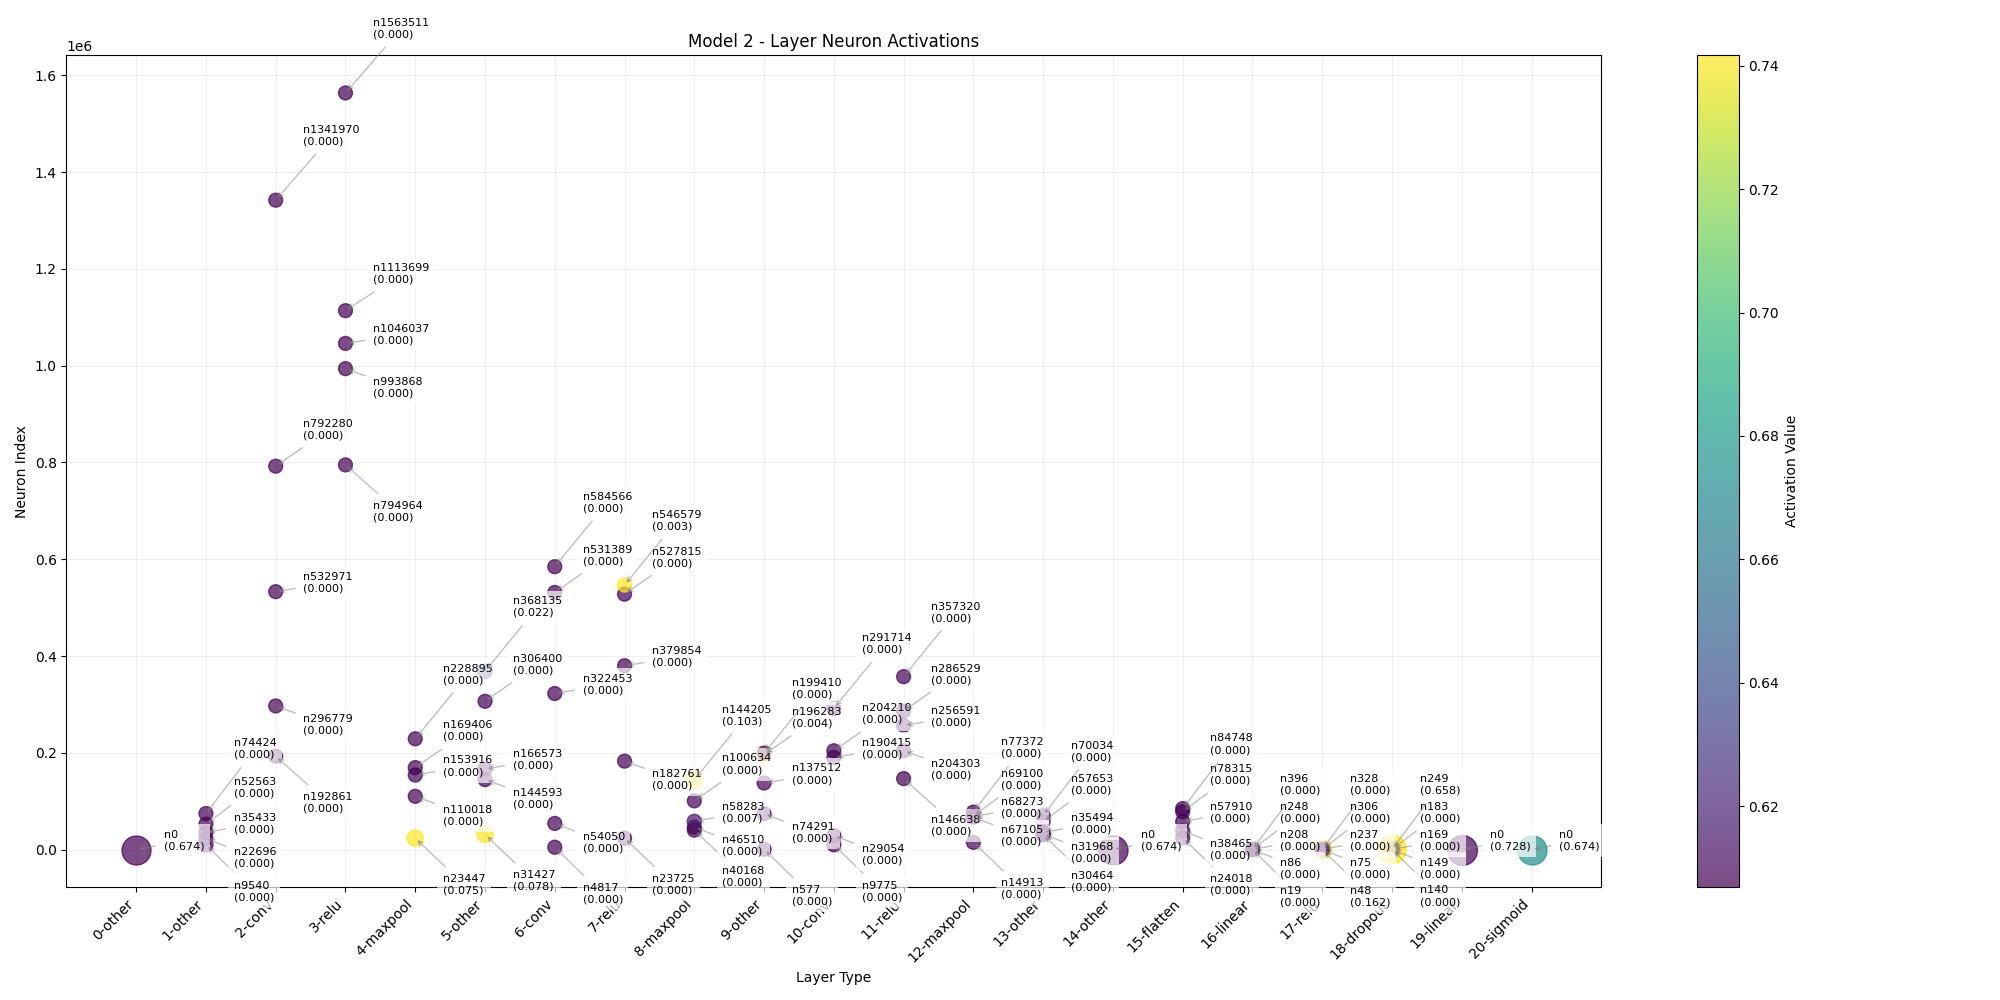 Model 2 - Layer Neuron Activations
1e6
1.6
1.4
1.2
1.0
0.8
0.6
0.4
0.2
0.0
Neuron Index
n0
(0.674)
n74424
(0.000)
n52563
(0.000)
n35433
(0.000)
n22696
(0.000)
n9540
(0.000)
n1341970
(0.000)
n792280
(0.000)
n532971
(0.000)
n296779
(0.000)
n192861
(0.000)
n1563511
(0.000)
n1113699
(0.000)
n1046037
(0.000)
n993868
(0.000)
n794964
(0.000)
n228895
(0.000)
n169406
(0.000)
n153916
(0.000)
n110018
(0.000)
n23447
(0.075)
n368135
(0.022)
n306400
(0.000)
n166573
(0.000)
n144593
(0.000)
n31427
(0.078)
n584566
(0.000)
n531389
(0.000)
n322453
(0.000)
n54050
(0.000)
n4817
(0.000)
n546579
(0.003)
n527815
(0.000)
n379854
(0.000)
n182761
(0.000)
n23725
(0.000)
n144205
(0.103)
n100634
(0.000)
n58283
(0.007)
n46510
(0.000)
n40168
(0.000)
n199410
(0.000)
n196283
(0.004)
n137512
(0.000)
n74291
(0.000)
n577
(0.000)
n291714
(0.000)
n204210
(0.000)
n190415
(0.000)
n29054
(0.000)
n9775
(0.000)
n357320
(0.000)
n286529
(0.000)
n256591
(0.000)
n204303
(0.000)
n146638
(0.000)
n77372
(0.000)
n69100
(0.000)
n68273
(0.000)
n67105
(0.000)
n14913
(0.000)
n70034
(0.000)
n57653
(0.000)
n35494
(0.000)
n31968
(0.000)
n30464
(0.000)
n0
(0.674)
n84748
(0.000)
n78315
(0.000)
n57910
(0.000)
n38465
(0.000)
n24018
(0.000)
n396
(0.000)
n248
(0.000)
n208
(0.000)
n86
(0.000)
n19
(0.000)
n328
(0.000)
n306
(0.000)
n237
(0.000)
n75
(0.000)
n48
(0.162)
n249
(0.658)
n183
(0.000)
n169
(0.000)
n149
(0.000)
n140
(0.000)
n0
(0.728)
n0
(0.674)
0-other
1-other
2-conv
3-relu
4-maxpool
5-other
6-conv
7-relu
8-maxpool
9-other
10-conv
11-relu
12-maxpool
13-other
14-other
15-flatten
16-linear
17-relu
18-dropout
19-linear
20-sigmoid
Layer Type
0.74
0.72
0.70
0.68
0.66
0.64
0.62
Activation Value